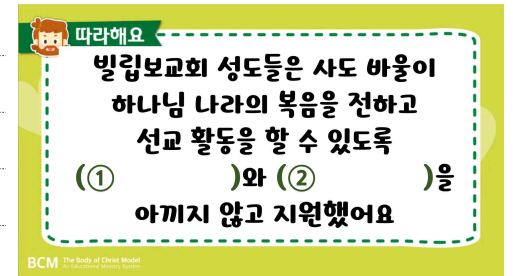 따라해요
빌립보교회 성도들은 사도 바울이
하나님 나라의 복음을 전하고
선교 활동을 할 수 있도록
(① )와 (② )을
아끼지 않고 지원했어요
BCM The Body of Christ Model
An Educational Ministry System